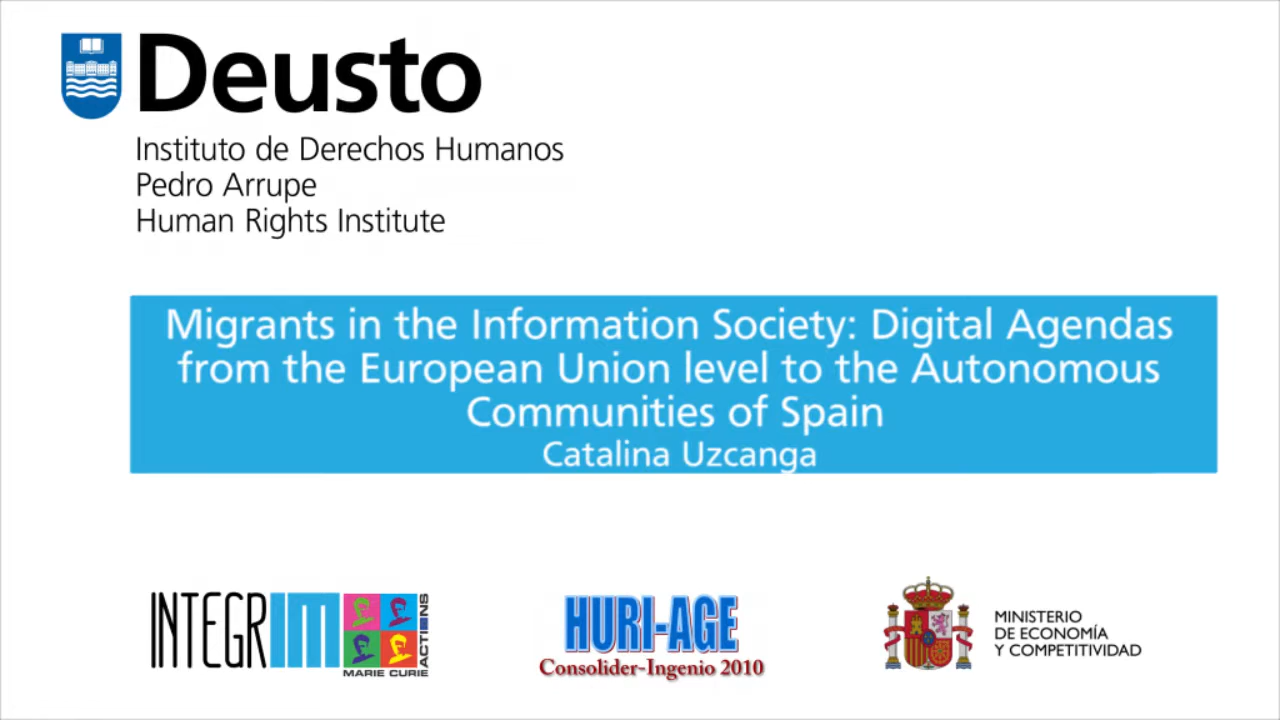 Deusto
Instituto de Derechos Humanos
Pedro Arrupe
Human Rights Institute
Migrants in the Information Society: Digital Agendas
from the European Union level to the Autonomous
Communities of Spain
Catalina Uzcanga
INTEGRIM
MARIE CURIE
ACTIONS
HURI-AGE
Consolider-Ingenio 2010
MINISTERIO
DE ECONOMÍA
Y COMPETITIVIDAD